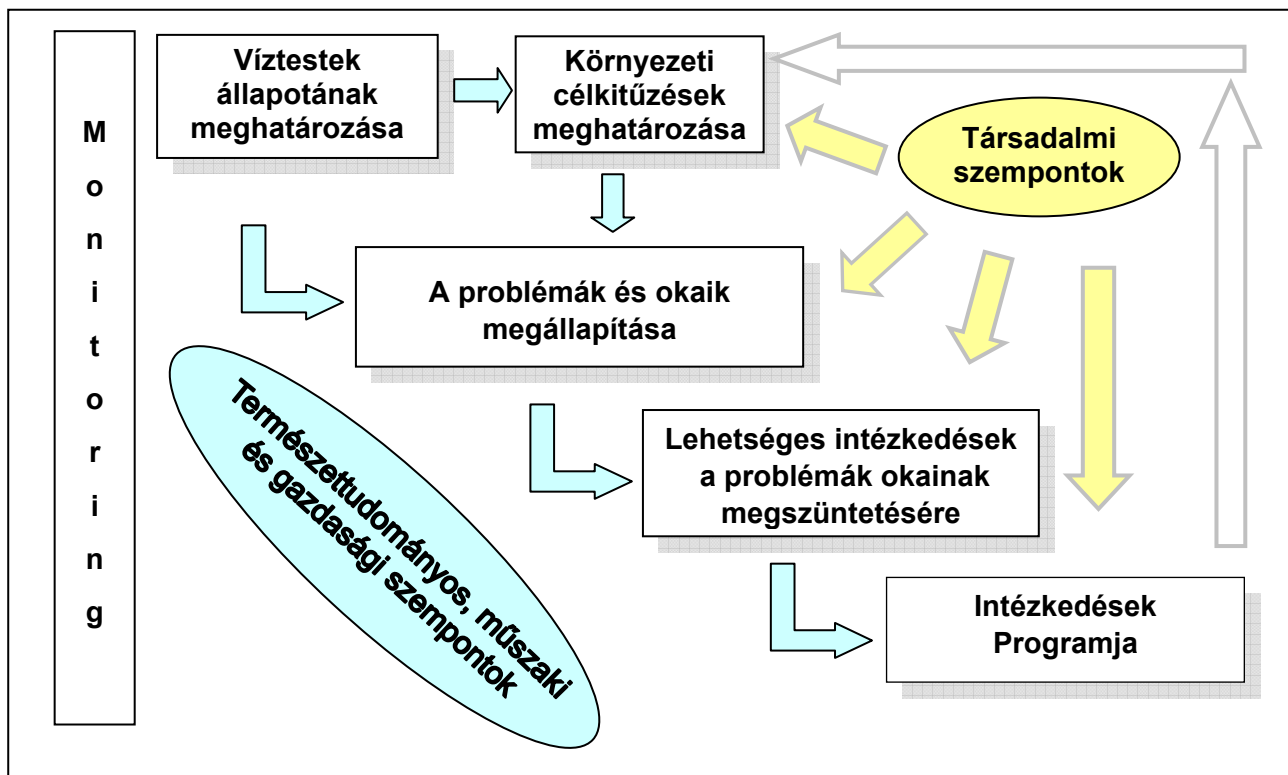 Monitoring
Víztestek
állapotának
meghatározása
Környezeti
célkitűzések
meghatározása
Társadalmi
szempontok
A problémák és okaik
megállapítása
Természettudományos, műszaki
és gazdasági szempontok
Lehetséges intézkedések
a problémák okainak
megszüntetésére
Intézkedések
Programja